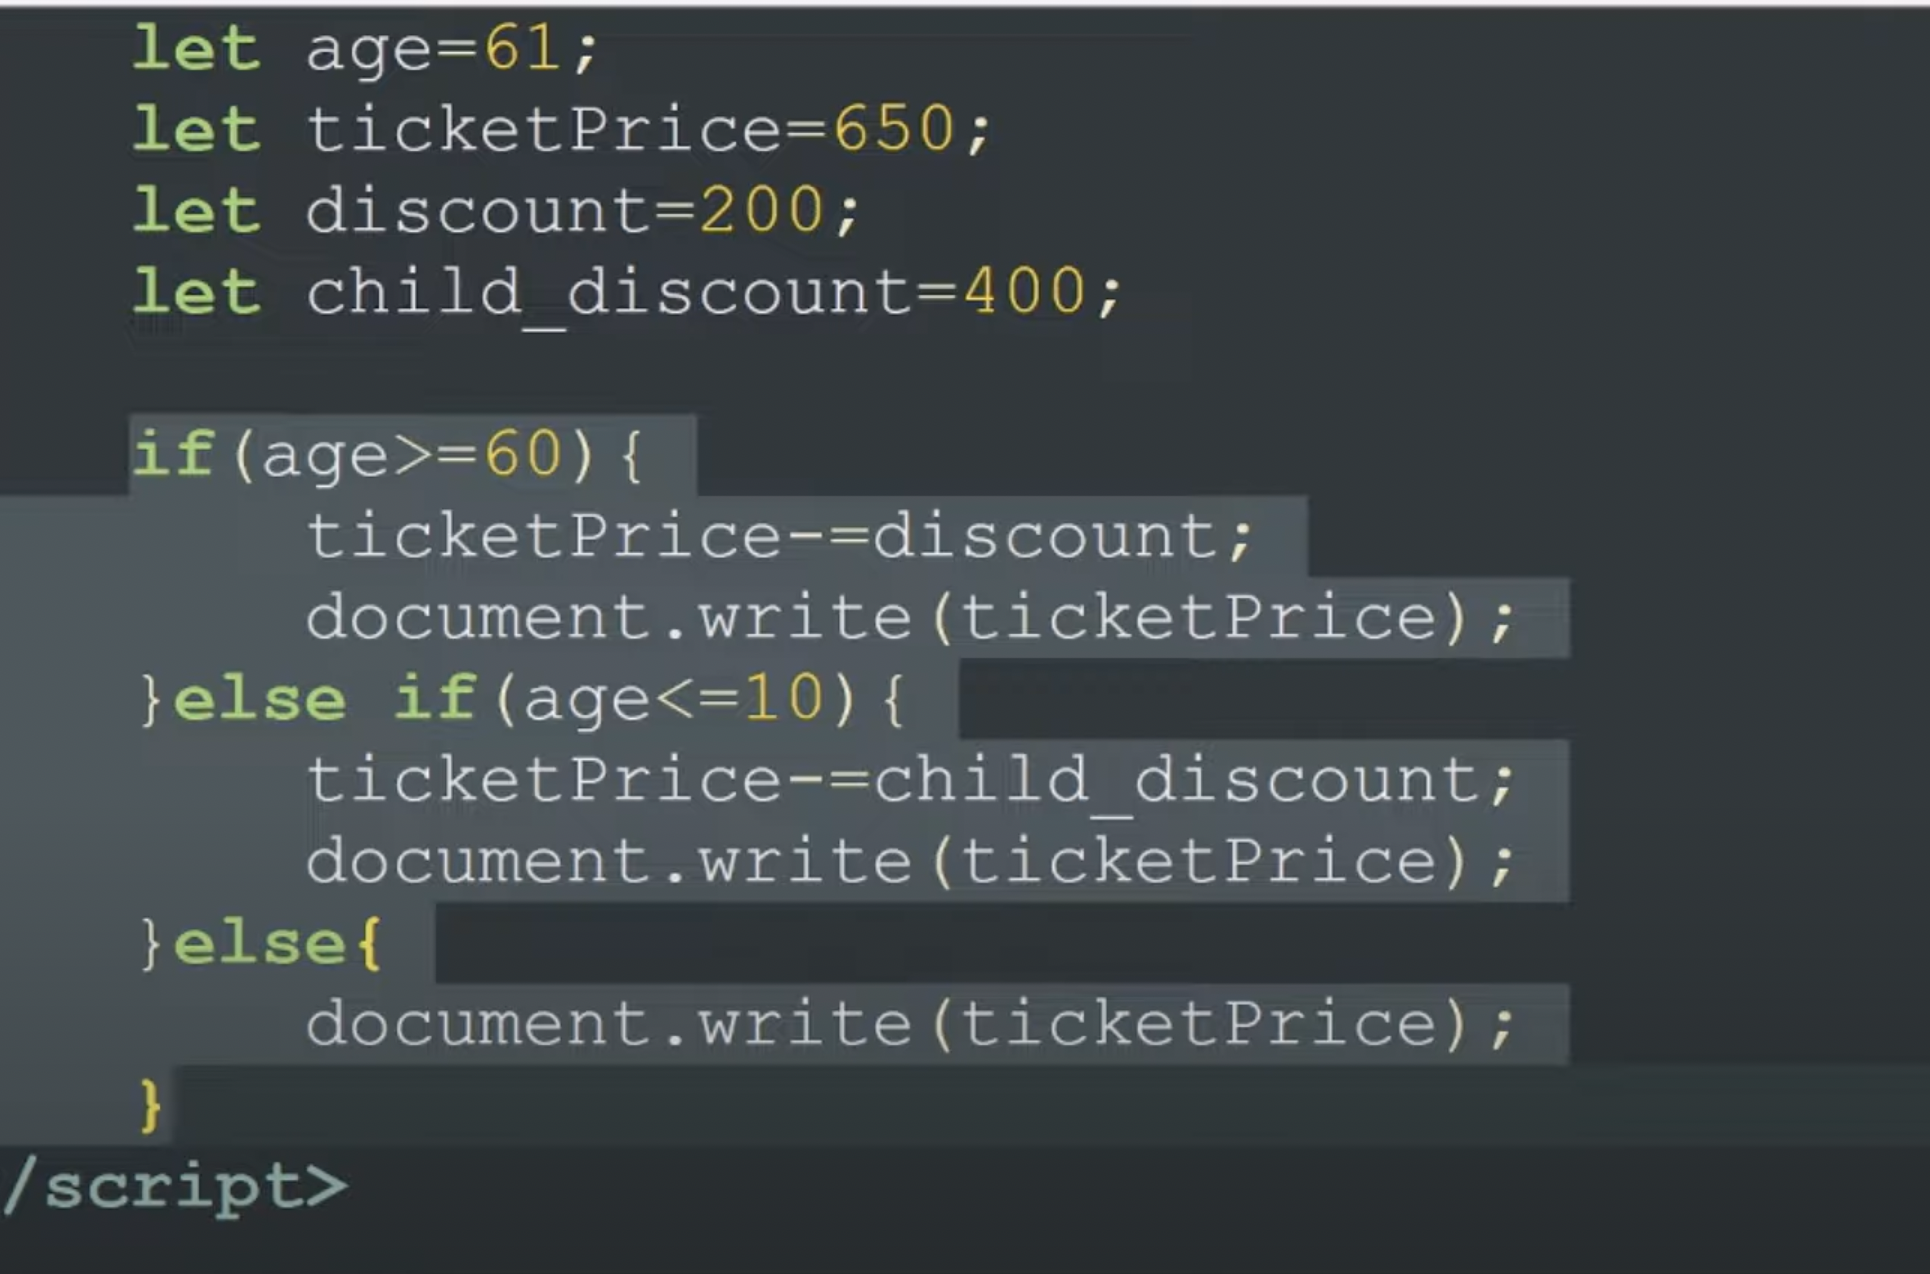 let age=61;
let ticketPrice=650;
let discount=200;
let child_discount=400;
if(age>=60){
ticketPrice-=discount;
document.write(ticketPrice);
}else if(age<=10){
ticketPrice-=child_discount;
document.write(ticketPrice);
}else{
document.write(ticketPrice);
}
/script>